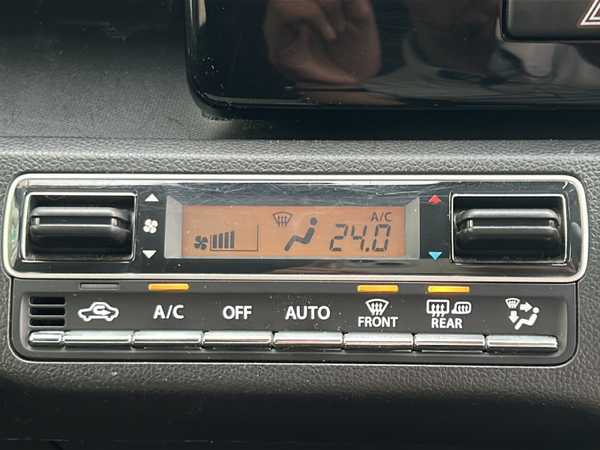 A/C
24.0
A/C
OFF
AUTO
FRONT
REAR